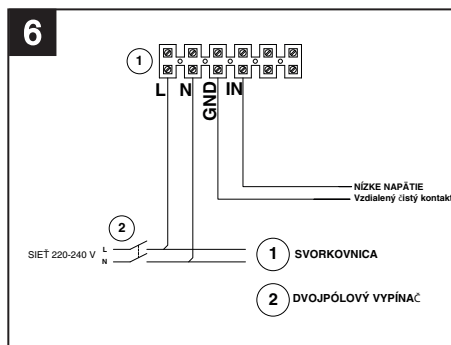 6
1
L N GND IN
NÍZKE NAPÄTIE
Vzdialený čistý kontakt
2
SIEŤ 220-240 V L
N
1 SVORKOVNICA
2 DVOJPÓLOVÝ VYPÍNAČ